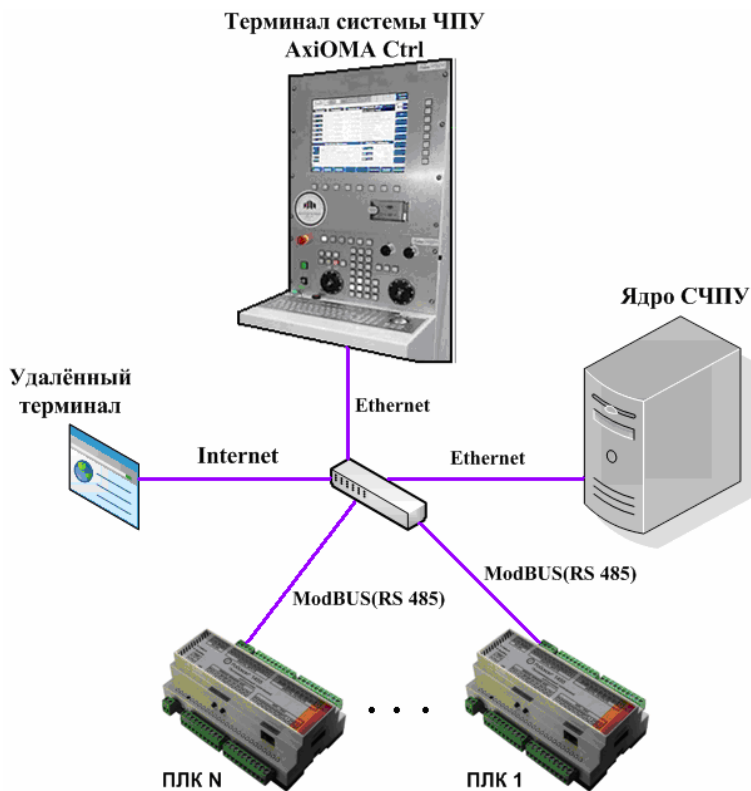 Терминал системы ЧПУ
AxiOMA Ctrl
Ядро СЧПУ
Удалённый
терминал
Ethernet
Internet
Ethernet
ModBUS(RS 485)
ModBUS(RS 485)
. . .
ПЛК N
ПЛК 1